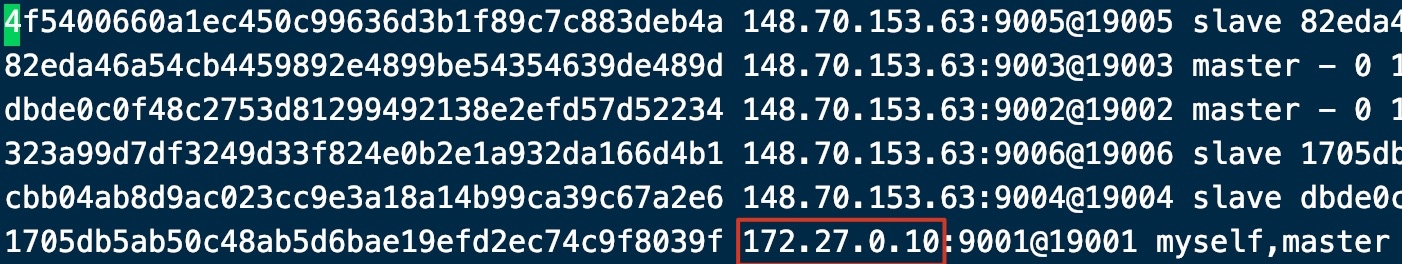 4f5400660a1ec450c99636d3b1f89c7c883deb4a 148.70.153.63:9005@19005 slave 82eda4
82eda46a54cb4459892e4899be54354639de489d 148.70.153.63:9003@19003 master - 0 1
dbde0c0f48c2753d81299492138e2efd57d52234 148.70.153.63:9002@19002 master - 0 1
323a99d7df3249d33f824e0b2e1a932da166d4b1 148.70.153.63:9006@19006 slave 1705db
cbb04ab8d9ac023cc9e3a18a14b99ca39c67a2e6 148.70.153.63:9004@19004 slave dbde0c
1705db5ab50c48ab5d6bae19efd2ec74c9f8039f 172.27.0.10:9001@19001 myself,master